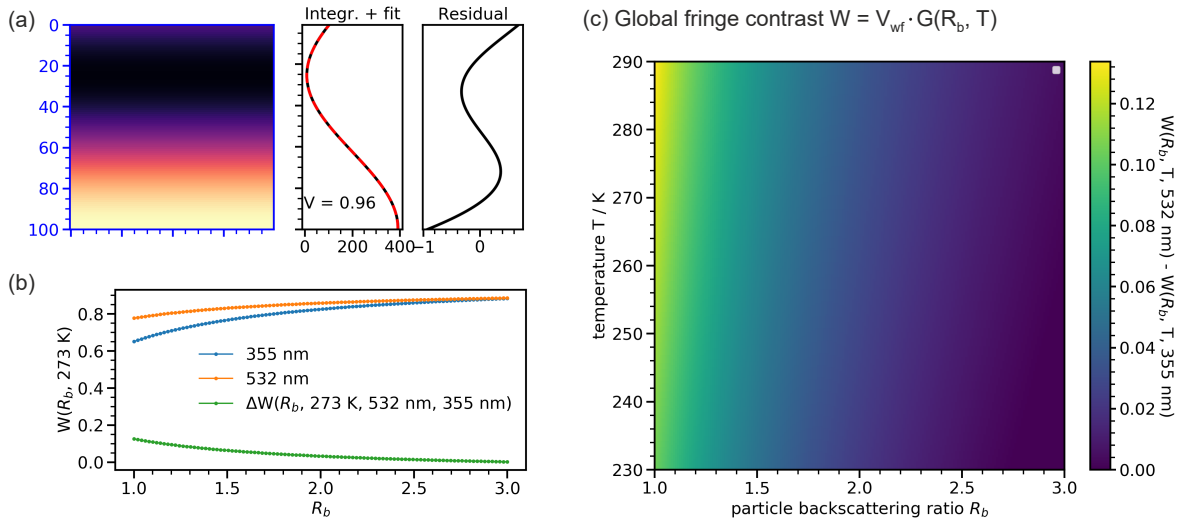 (a)
Integr. + fit
Residual
0
20
40
60
80
100
V = 0.96
0
200
400
−1
0
(b)
W(R_b, 273 K)
0.8
0.6
0.4
0.2
0.0
355 nm
532 nm
ΔW(R_b, 273 K, 532 nm, 355 nm)
1.0
1.5
2.0
2.5
3.0
R_b
(c) Global fringe contrast W = V_wf · G(R_b, T)
temperature T / K
290
280
270
260
250
240
230
1.0
1.5
2.0
2.5
3.0
particle backscattering ratio R_b
0.12
0.10
0.08
0.06
0.04
0.02
0.00
W(R_b, T, 532 nm) - W(R_b, T, 355 nm)